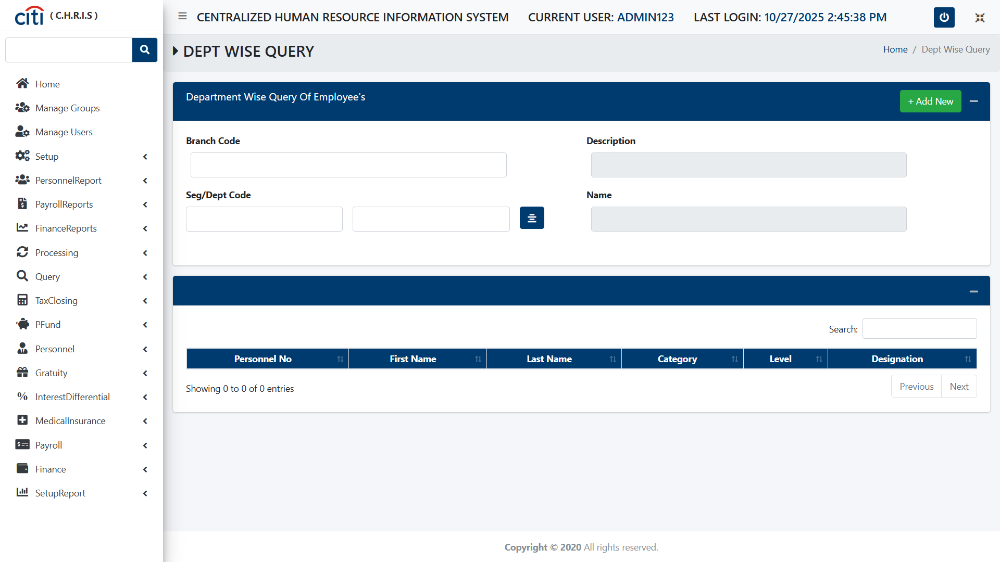 citi ( C.H.R.I.S )
CENTRALIZED HUMAN RESOURCE INFORMATION SYSTEM CURRENT USER: ADMIN123 LAST LOGIN: 10/27/2025 2:45:38 PM
DEPT WISE QUERY
Home / Dept Wise Query
Home
Manage Groups
Manage Users
Setup
PersonnelReport
PayrollReports
FinanceReports
Processing
Query
TaxClosing
PFund
Personnel
Gratuity
% InterestDifferential
MedicalInsurance
Payroll
Finance
SetupReport
Department Wise Query Of Employee's
+ Add New
Branch Code
Description
Seg/Dept Code
Name
Search:
Personnel No First Name Last Name Category Level Designation
Showing 0 to 0 of 0 entries
Previous Next
Copyright © 2020 All rights reserved.